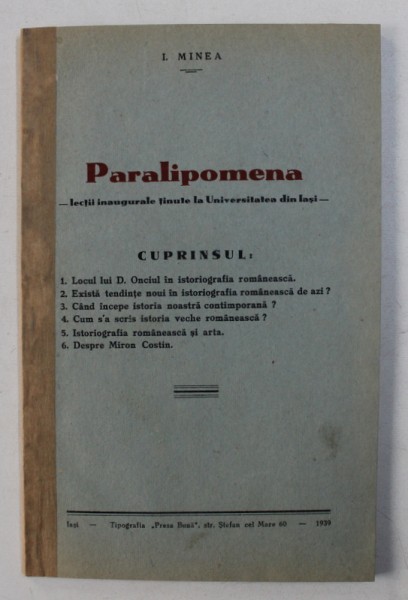 I. MINEA
Paralipomena
— lecții inaugurale ținute la Universitatea din Iași —
CUPRINSUL:
1. Locul lui D. Onciul în istoriografia românească.
2. Există tendințe noui în istoriografia românească de azi ?
3. Când începe istoria noastră contimporană ?
4. Cum s'a scris istoria veche românească ?
5. Istoriografia românească și arta.
6. Despre Miron Costin.
Iași — Tipografia „Presa Bună”, str. Ștefan cel Mare 60 — 1939